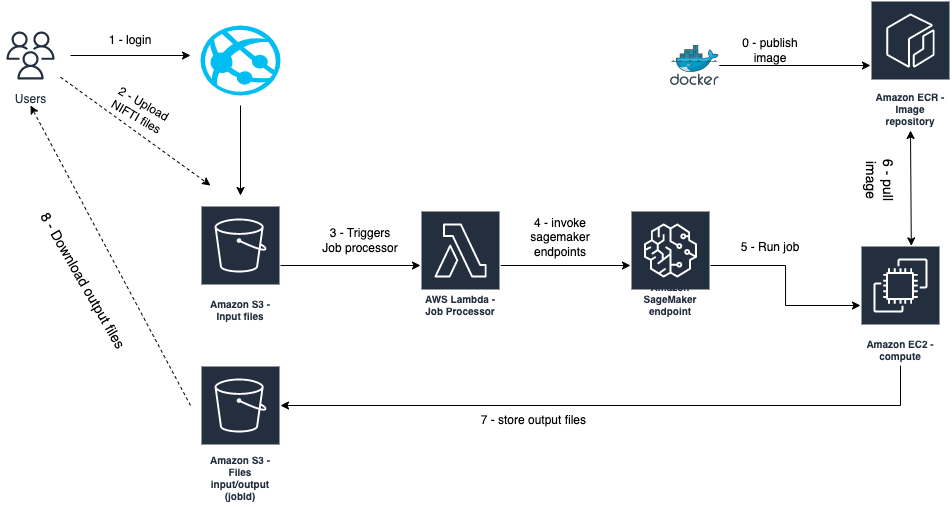 1 - login
0 - publish
image
docker
Users
2 - Upload
NIFTI files
Amazon ECR -
Image
repository
6 - pull
image
3 - Triggers
Job processor
4 - invoke
sagemaker
endpoints
5 - Run job
Amazon S3 -
Input files
AWS Lambda -
Job Processor
Amazon
SageMaker
endpoint
Amazon EC2 -
compute
8 - Download output files
7 - store output files
Amazon S3 -
Files
input/output
(jobId)